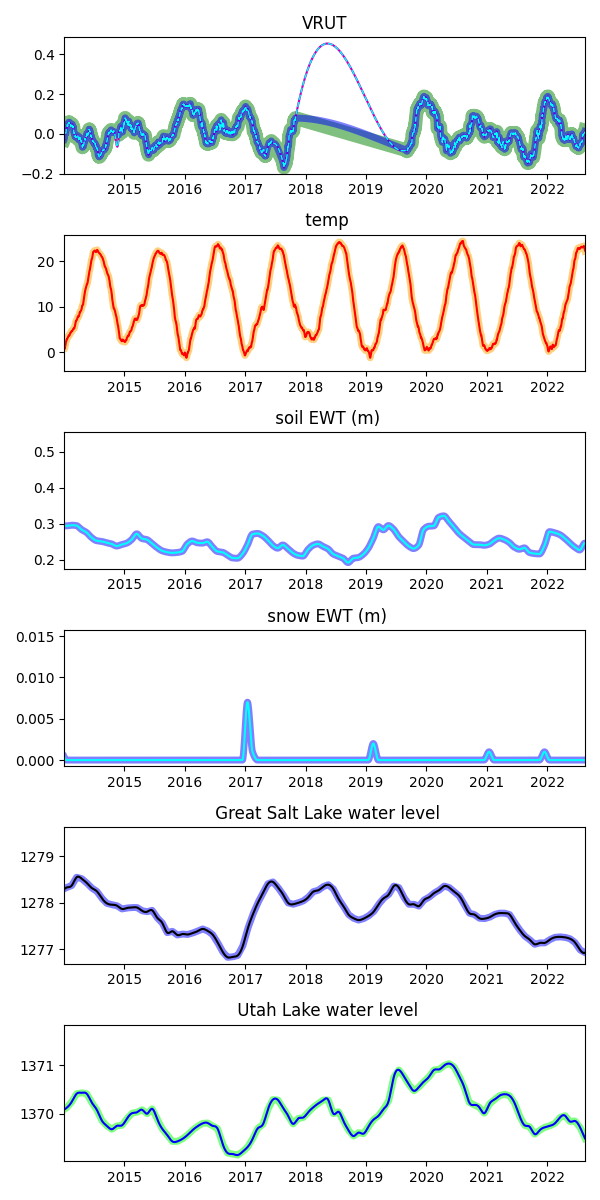 VRUT
0.4
0.2
0.0
−0.2
2015 2016 2017 2018 2019 2020 2021 2022
temp
20
10
0
2015 2016 2017 2018 2019 2020 2021 2022
soil EWT (m)
0.5
0.4
0.3
0.2
2015 2016 2017 2018 2019 2020 2021 2022
snow EWT (m)
0.015
0.010
0.005
0.000
2015 2016 2017 2018 2019 2020 2021 2022
Great Salt Lake water level
1279
1278
1277
2015 2016 2017 2018 2019 2020 2021 2022
Utah Lake water level
1371
1370
2015 2016 2017 2018 2019 2020 2021 2022